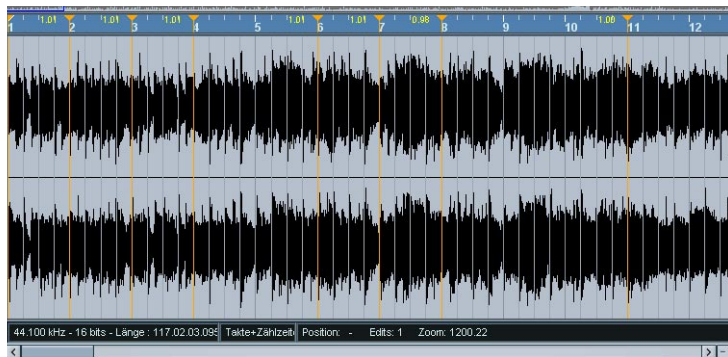 1.01 1.01 1.01 1.01 1.01 0.98 1.08
1 2 3 4 5 6 7 8 9 10 11 12
44.100 kHz - 16 bits - Länge : 117.02.03.095 Takte+Zählzeit Position: - Edits: 1 Zoom: 1200.22